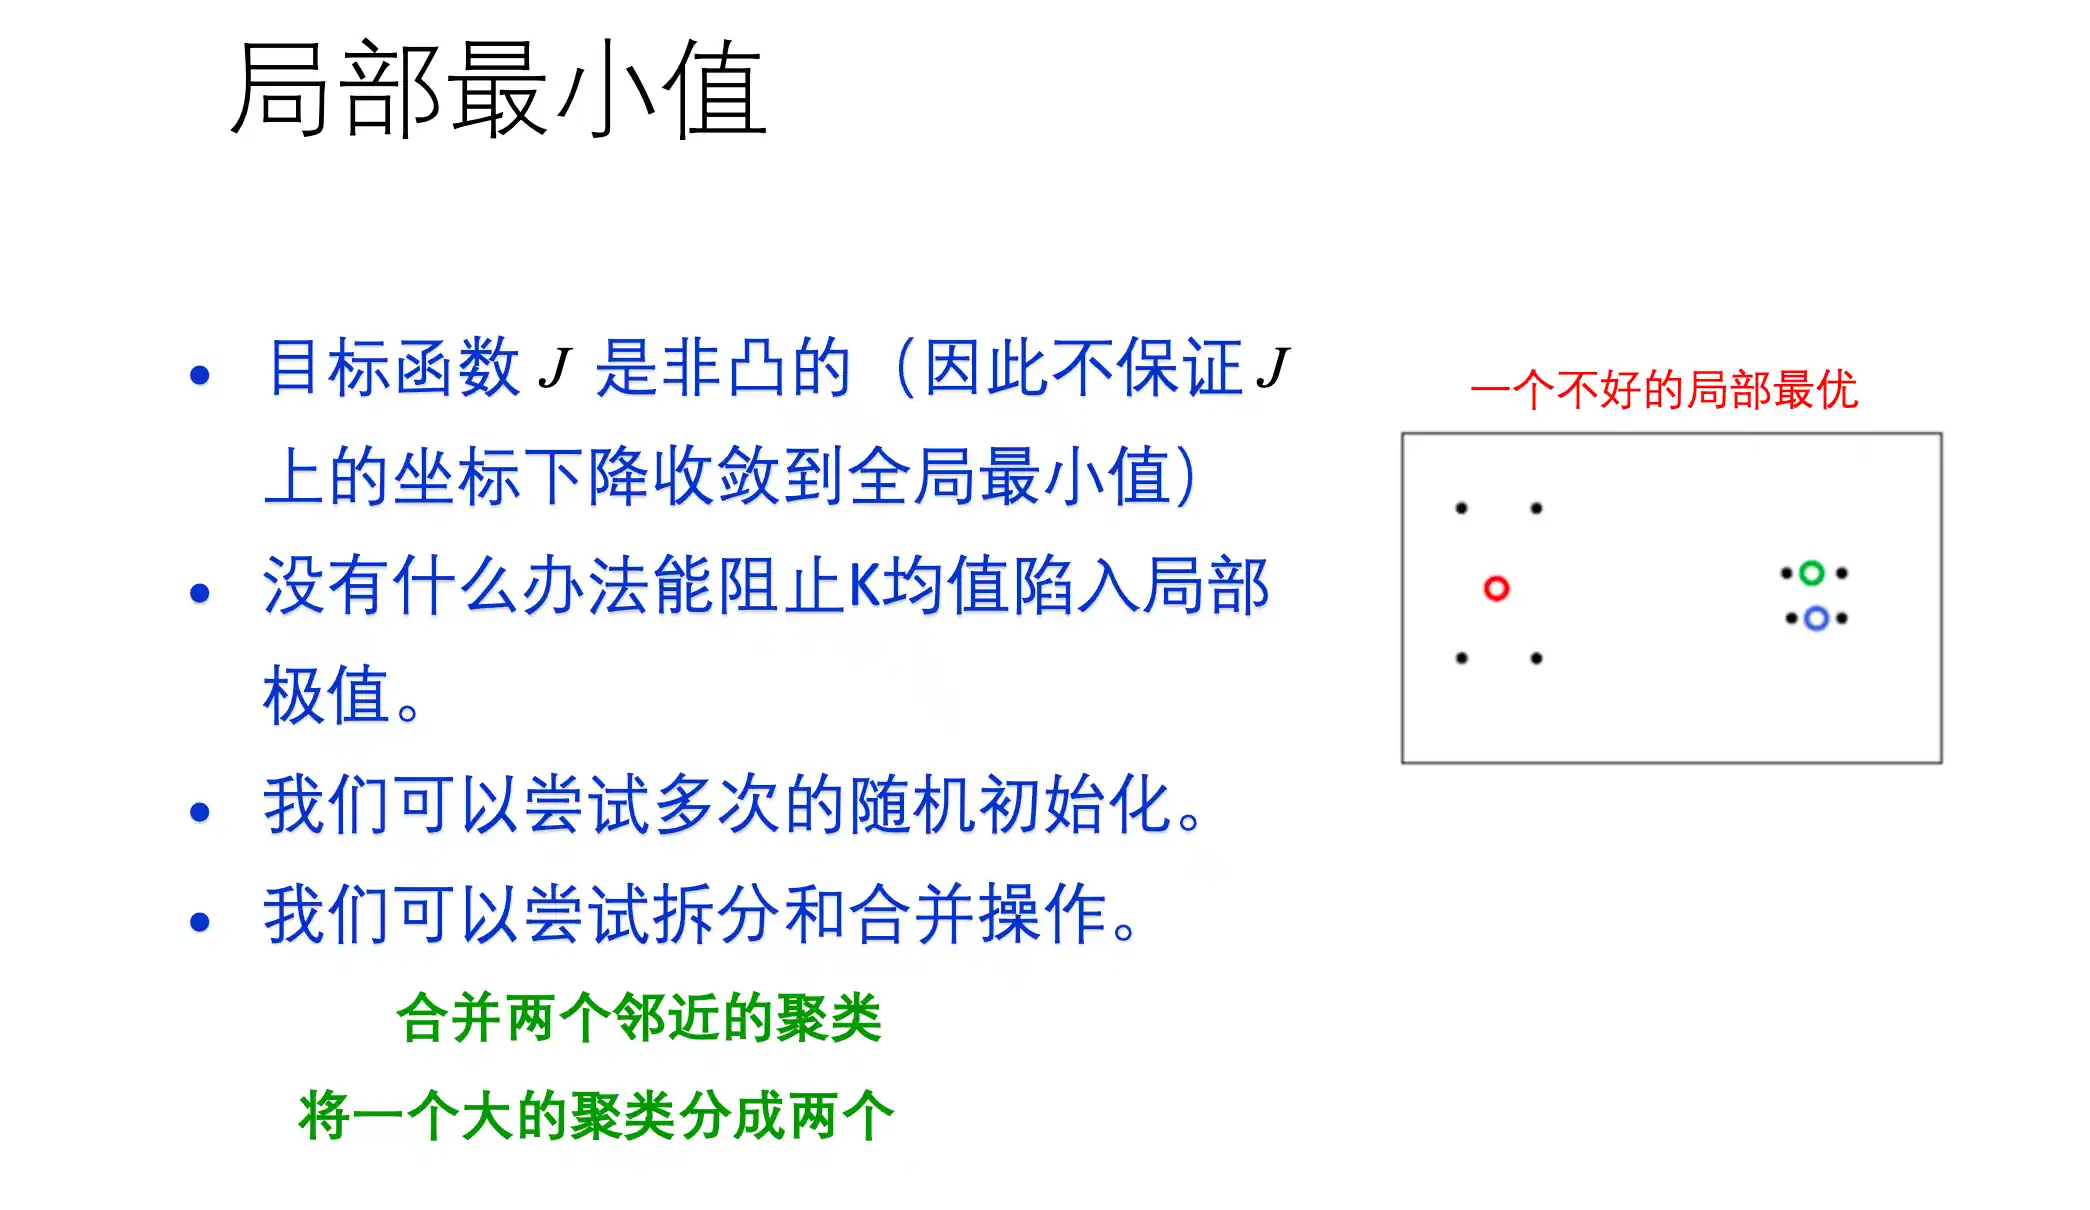 局部最小值
• 目标函数 J 是非凸的（因此不保证 J
上的坐标下降收敛到全局最小值）
• 没有什么办法能阻止K均值陷入局部
极值。
• 我们可以尝试多次的随机初始化。
• 我们可以尝试拆分和合并操作。
合并两个邻近的聚类
将一个大的聚类分成两个
一个不好的局部最优